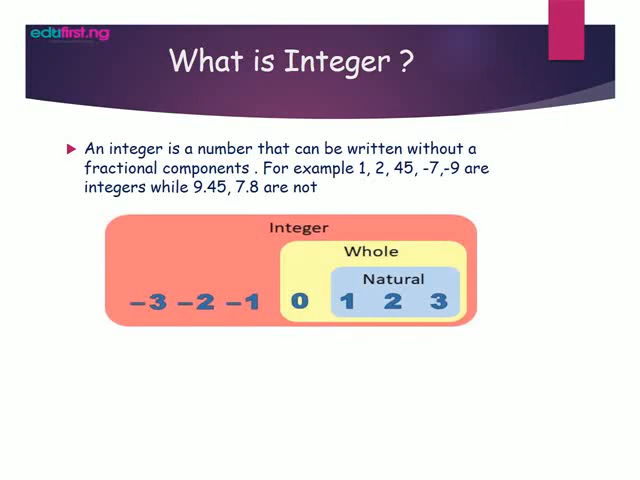 edufirst.ng
What is Integer ?
An integer is a number that can be written without a
fractional components . For example 1, 2, 45, -7,-9 are
integers while 9.45, 7.8 are not
Integer
Whole
Natural
−3 −2 −1 0 1 2 3